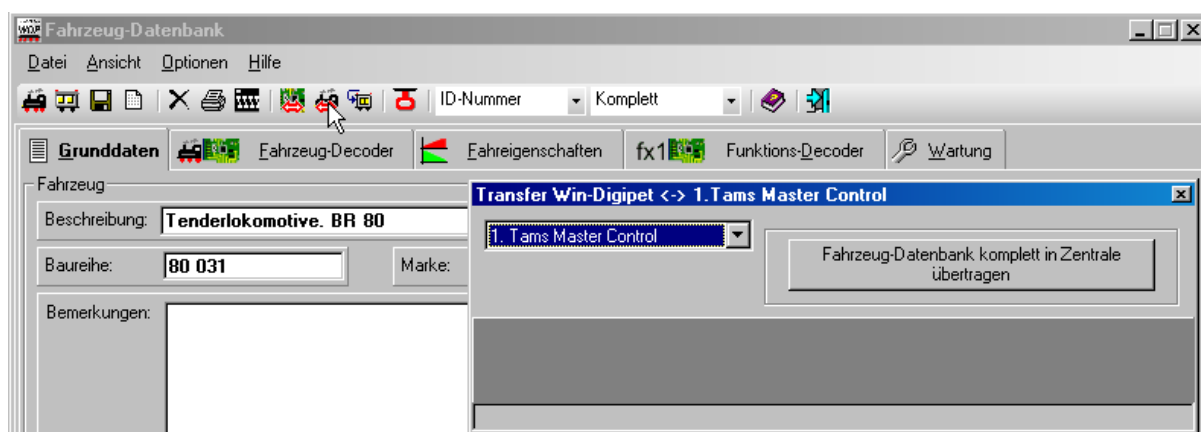 WDP Fahrzeug-Datenbank
Datei Ansicht Optionen Hilfe
ID-Nummer Komplett
Grunddaten Fahrzeug-Decoder Fahreigenschaften fx1 Funktions-Decoder Wartung
Fahrzeug
Beschreibung: Tenderlokomotive. BR 80
Baureihe: 80 031 Marke:
Bemerkungen:
Transfer Win-Digipet <-> 1.Tams Master Control
1. Tams Master Control
Fahrzeug-Datenbank komplett in Zentrale
übertragen